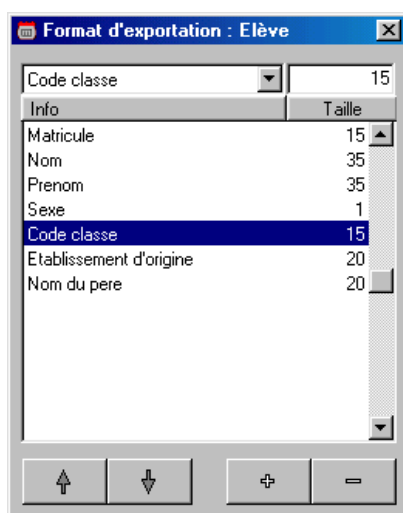 Format d'exportation : Elève
Code classe 15
Info Taille
Matricule 15
Nom 35
Prenom 35
Sexe 1
Code classe 15
Etablissement d'origine 20
Nom du pere 20